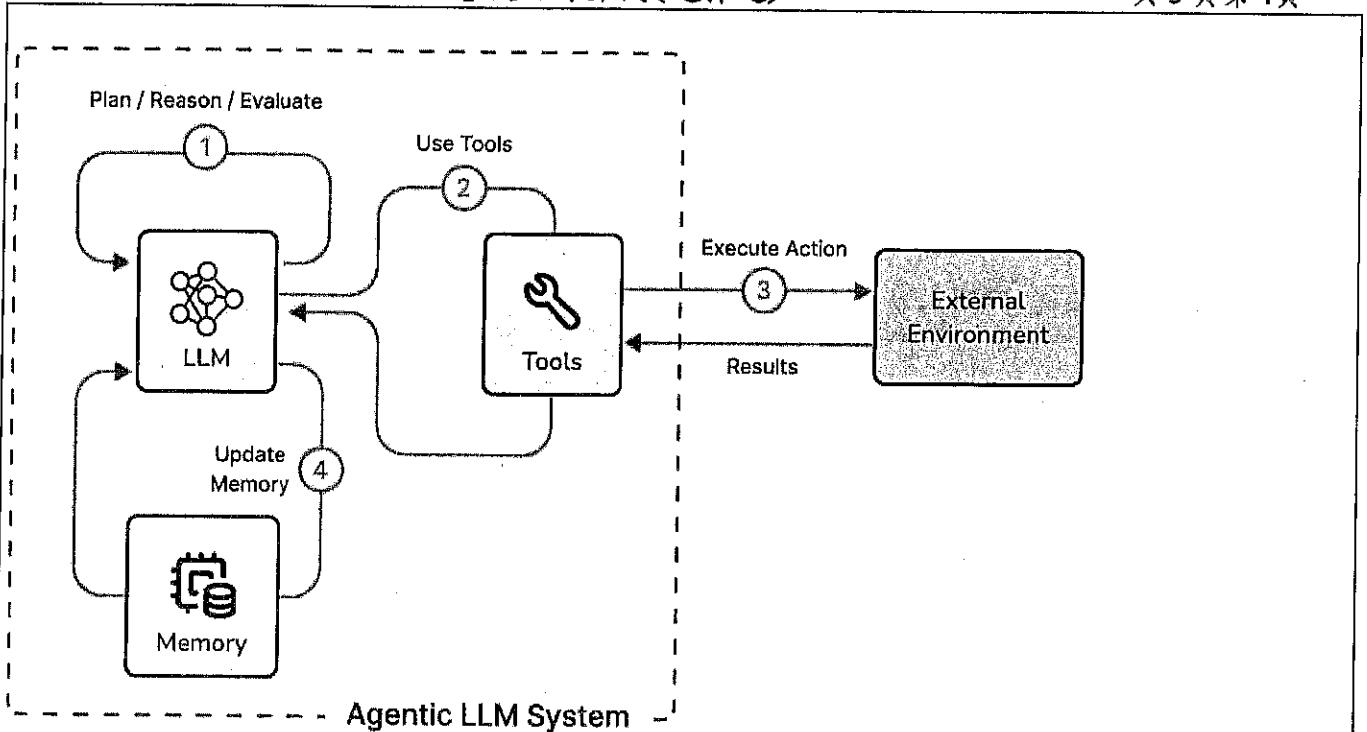 Plan / Reason / Evaluate
1
Use Tools
2
Execute Action
3
External
Environment
LLM
Tools
Results
Update
Memory
4
Memory
Agentic LLM System